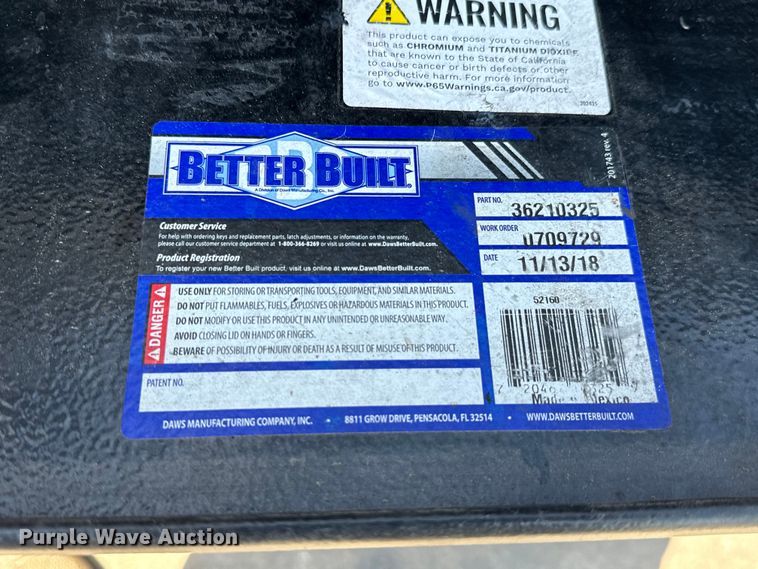 WARNING
This product can expose you to chemicals
such as CHROMIUM and TITANIUM DIOXIDE,
that are known to the State of California
to cause cancer or birth defects or other
reproductive harm. For more information
go to www.P65Warnings.ca.gov/product.
202435
201743 rev. 4
BETTER BUILT
A Division of Daws Manufacturing Co., Inc.
Customer Service
For help with ordering keys and replacement parts, latch adjustments, or information on the warranty,
please call our customer service department at 1-800-366-8269 or visit us online at www.DawsBetterBuilt.com.
Product Registration
To register your new Better Built product, visit us online at www.DawsBetterBuilt.com.
PART NO. 36210325
WORK ORDER 0709729
DATE 11/13/18
DANGER
USE ONLY FOR STORING OR TRANSPORTING TOOLS, EQUIPMENT, AND SIMILAR MATERIALS.
DO NOT PUT FLAMMABLES, FUELS, EXPLOSIVES OR HAZARDOUS MATERIALS IN THIS PRODUCT.
DO NOT MODIFY OR USE THIS PRODUCT IN ANY UNINTENDED OR UNREASONABLE WAY.
AVOID CLOSING LID ON HANDS OR FINGERS.
BEWARE OF POSSIBILITY OF INJURY OR DEATH AS A RESULT OF MISUSE OF THIS PRODUCT.
PATENT NO.
52160
Made Mexico
DAWS MANUFACTURING COMPANY, INC. • 8811 GROW DRIVE, PENSACOLA, FL 32514 • WWW.DAWSBETTERBUILT.COM
Purple Wave Auction